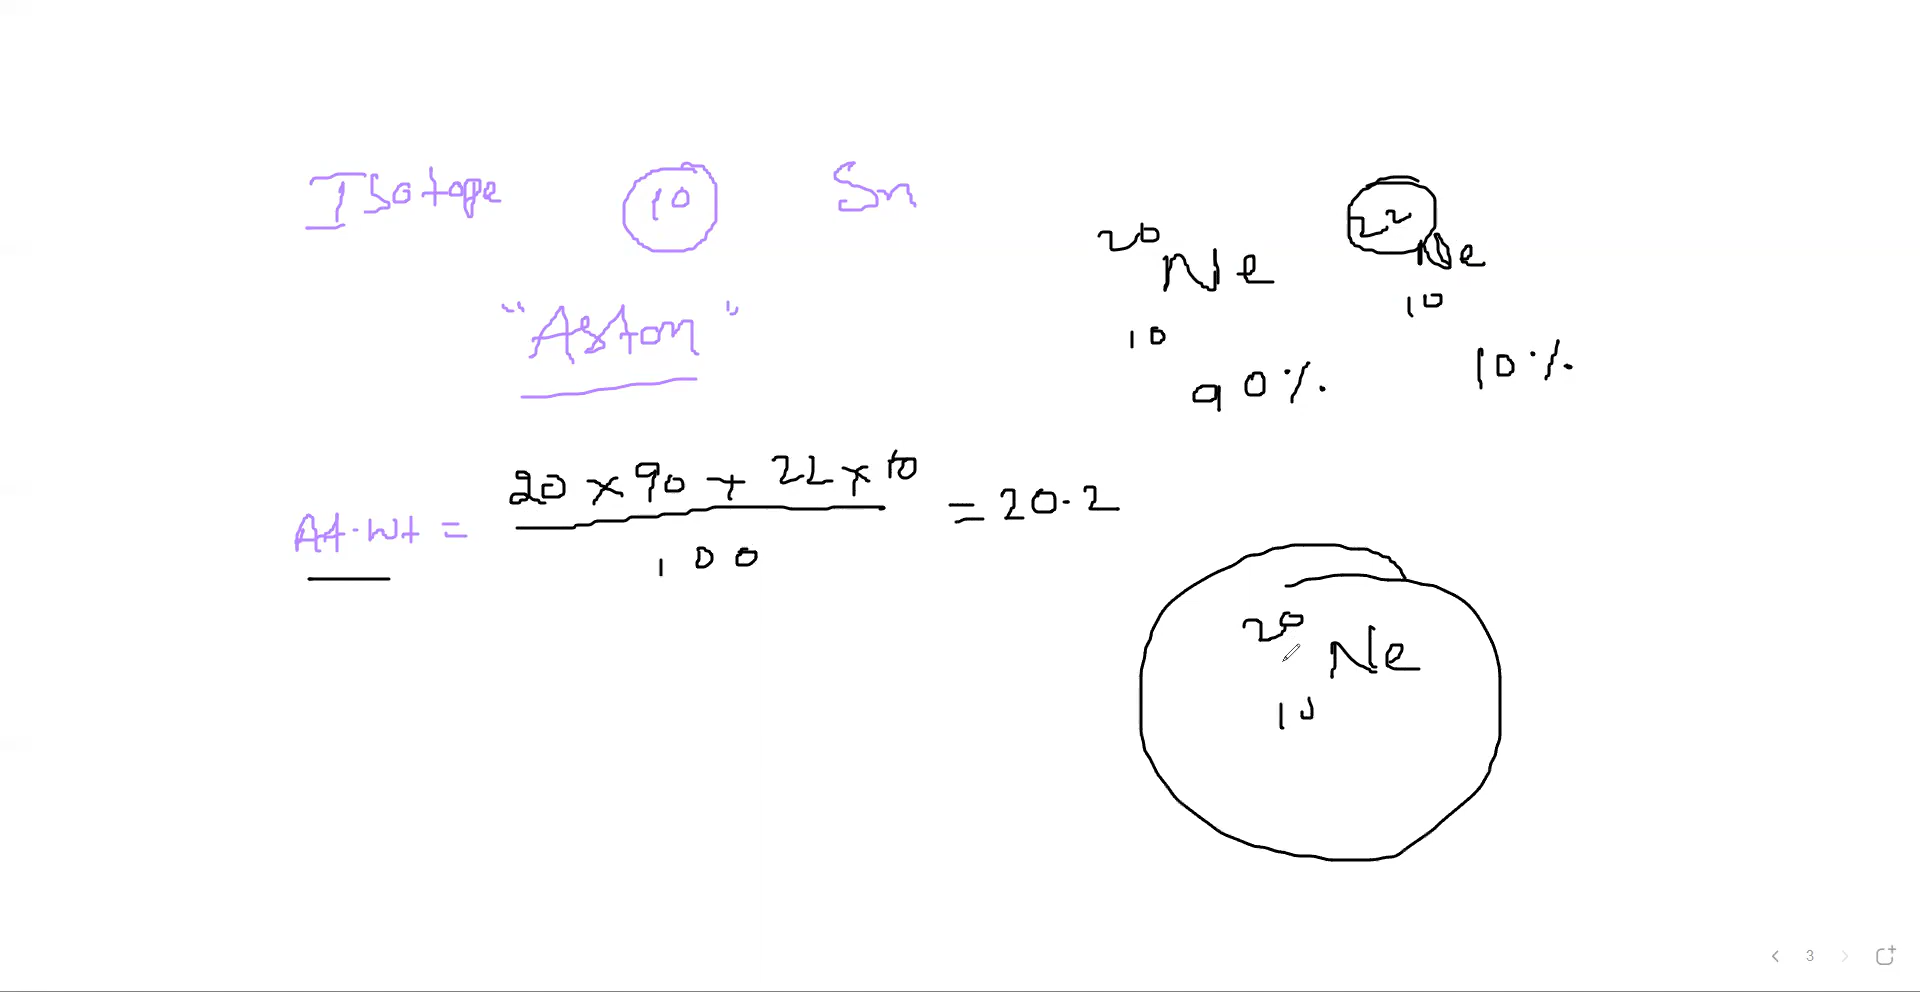 Isotope 10 Sn
20 Ne 22 Ne
10 10
"Aston"
90% 10%
At. Wt = 20 x 90 + 22 x 10 = 20.2
100
20
Ne
10
3